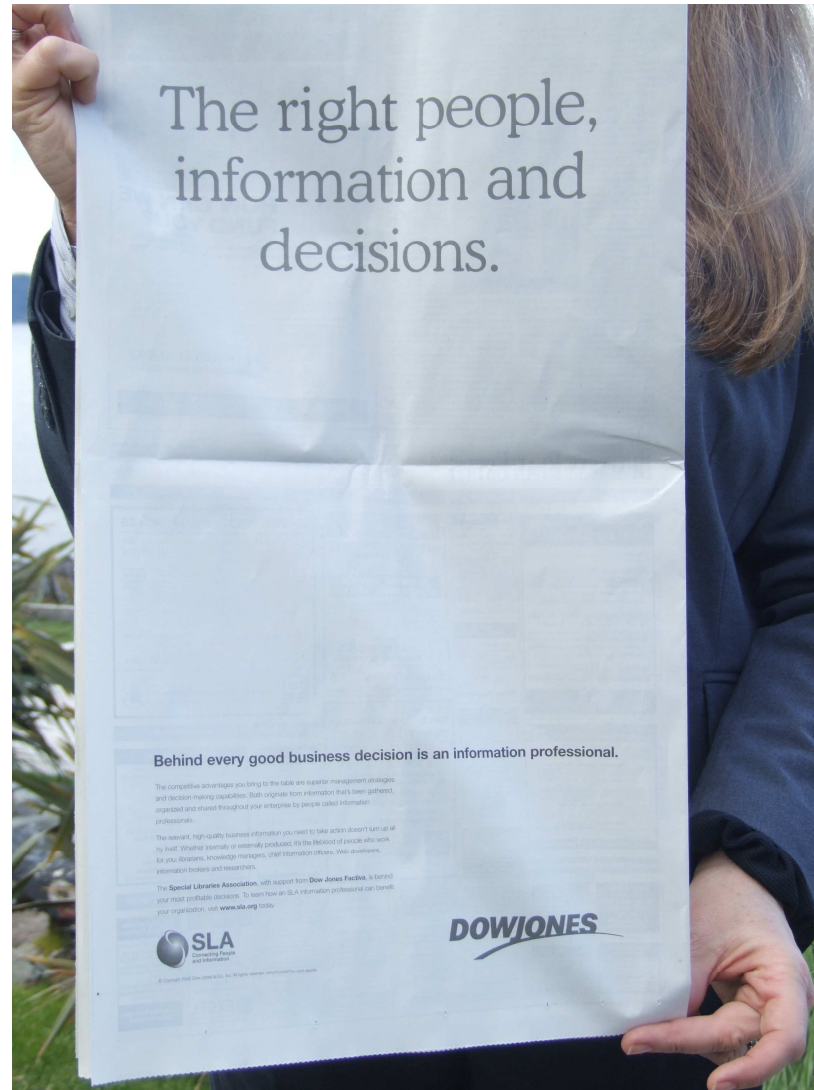 The right people,
information and
decisions.
Behind every good business decision is an information professional.
The competitive advantages you bring to the table are superior management strategies
and decision-making capabilities. Both originate from information that's been gathered,
organized and shared throughout your enterprise by people called information
professionals.
The relevant, high-quality business information you need to take action doesn't turn up all
by itself. Whether internally or externally produced, it's the lifeblood of people who work
for you: librarians, knowledge managers, chief information officers, Web developers,
information brokers and researchers.
The Special Libraries Association, with support from Dow Jones Factiva, is behind
your most profitable decisions. To learn how an SLA information professional can benefit
your organization, visit www.sla.org today.
SLA
Connecting People
and Information
DOWJONES